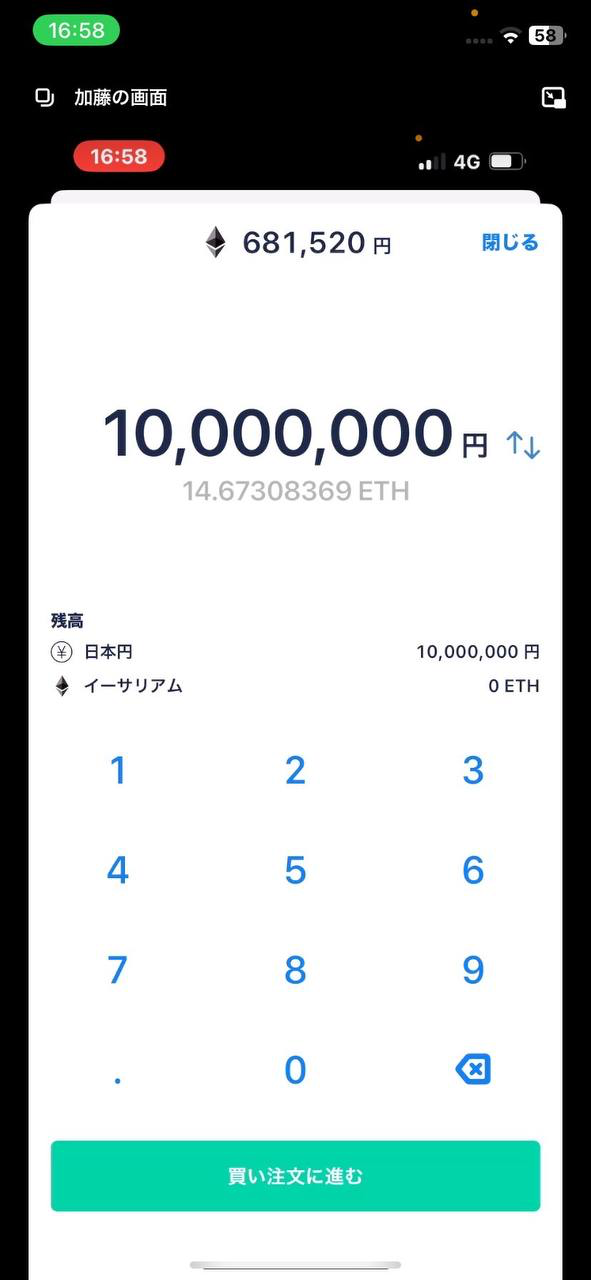 16:58
58
加藤の画面
16:58
4G
681,520 円
閉じる
10,000,000 円
14.67308369 ETH
残高
日本円 10,000,000 円
イーサリアム 0 ETH
1 2 3
4 5 6
7 8 9
. 0
買い注文に進む